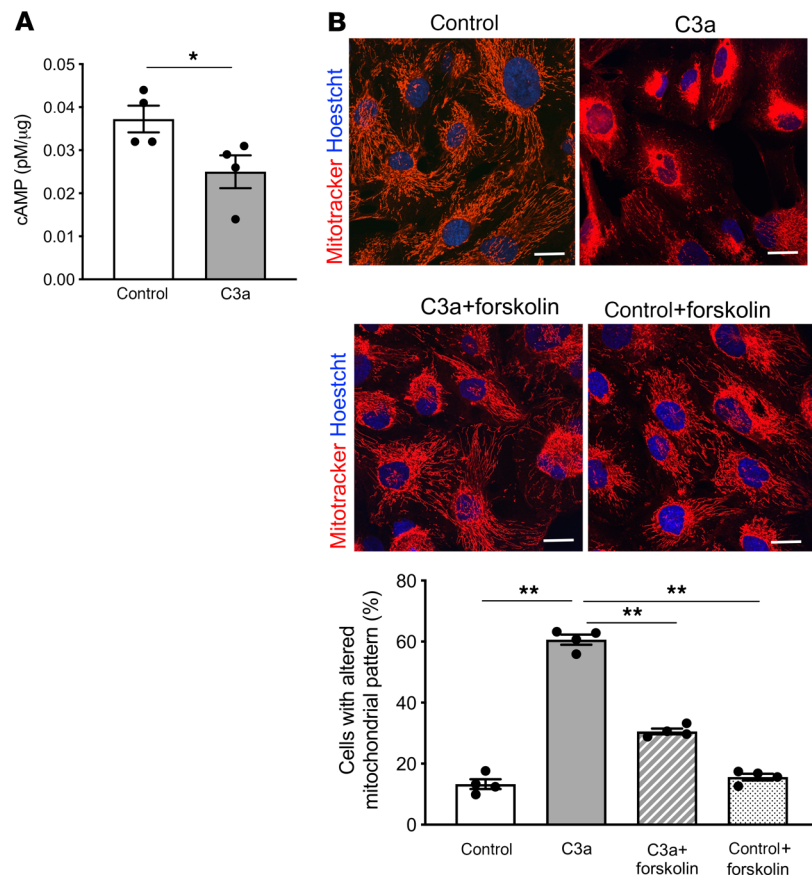 A
*
cAMP (pM/µg)
0.05
0.04
0.03
0.02
0.01
0.00
Control
C3a
B
Control
C3a
Mitotracker Hoestcht
C3a+forskolin
Control+forskolin
Mitotracker Hoestcht
Cells with altered
mitochondrial pattern (%)
80
60
40
20
0
**
**
**
Control
C3a
C3a+
forskolin
Control+
forskolin